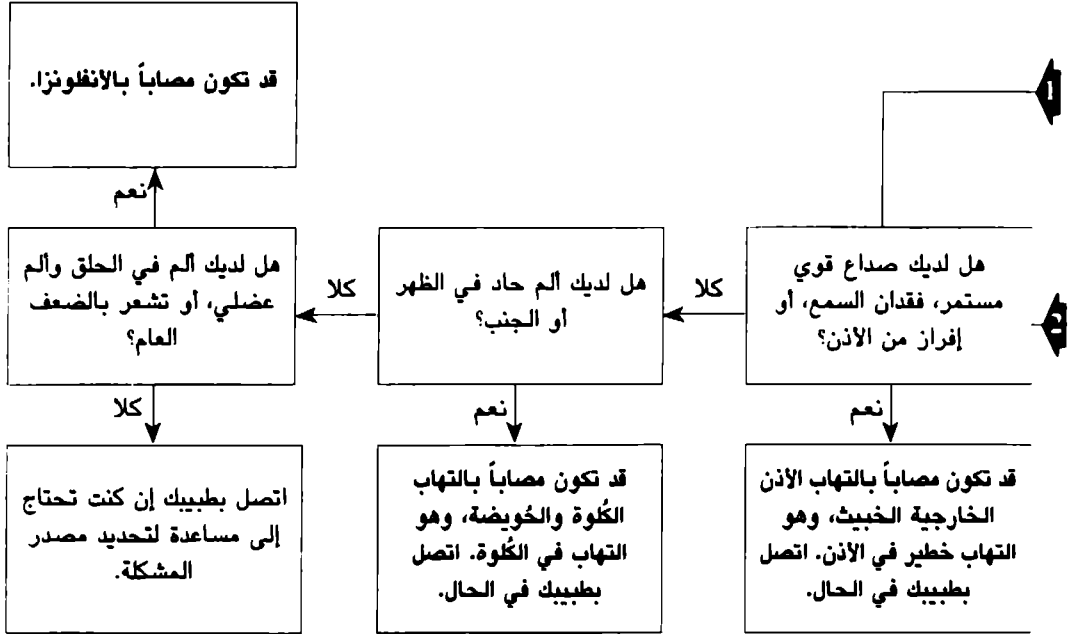 ١
٢
هل لديك صداع قوي
مستمر، فقدان السمع، أو
إفراز من الأذن؟
نعم
قد تكون مصاباً بالتهاب الأذن
الخارجية الخبيث، وهو
التهاب خطير في الأذن. اتصل
بطبيبك في الحال.
كلا
هل لديك ألم حاد في الظهر
أو الجنب؟
نعم
قد تكون مصاباً بالتهاب
الكُلوة والحُويضة، وهو
التهاب في الكُلوة. اتصل
بطبيبك في الحال.
كلا
هل لديك ألم في الحلق وألم
عضلي، أو تشعر بالضعف
العام؟
نعم
قد تكون مصاباً بالأنفلونزا.
كلا
اتصل بطبيبك إن كنت تحتاج
إلى مساعدة لتحديد مصدر
المشكلة.